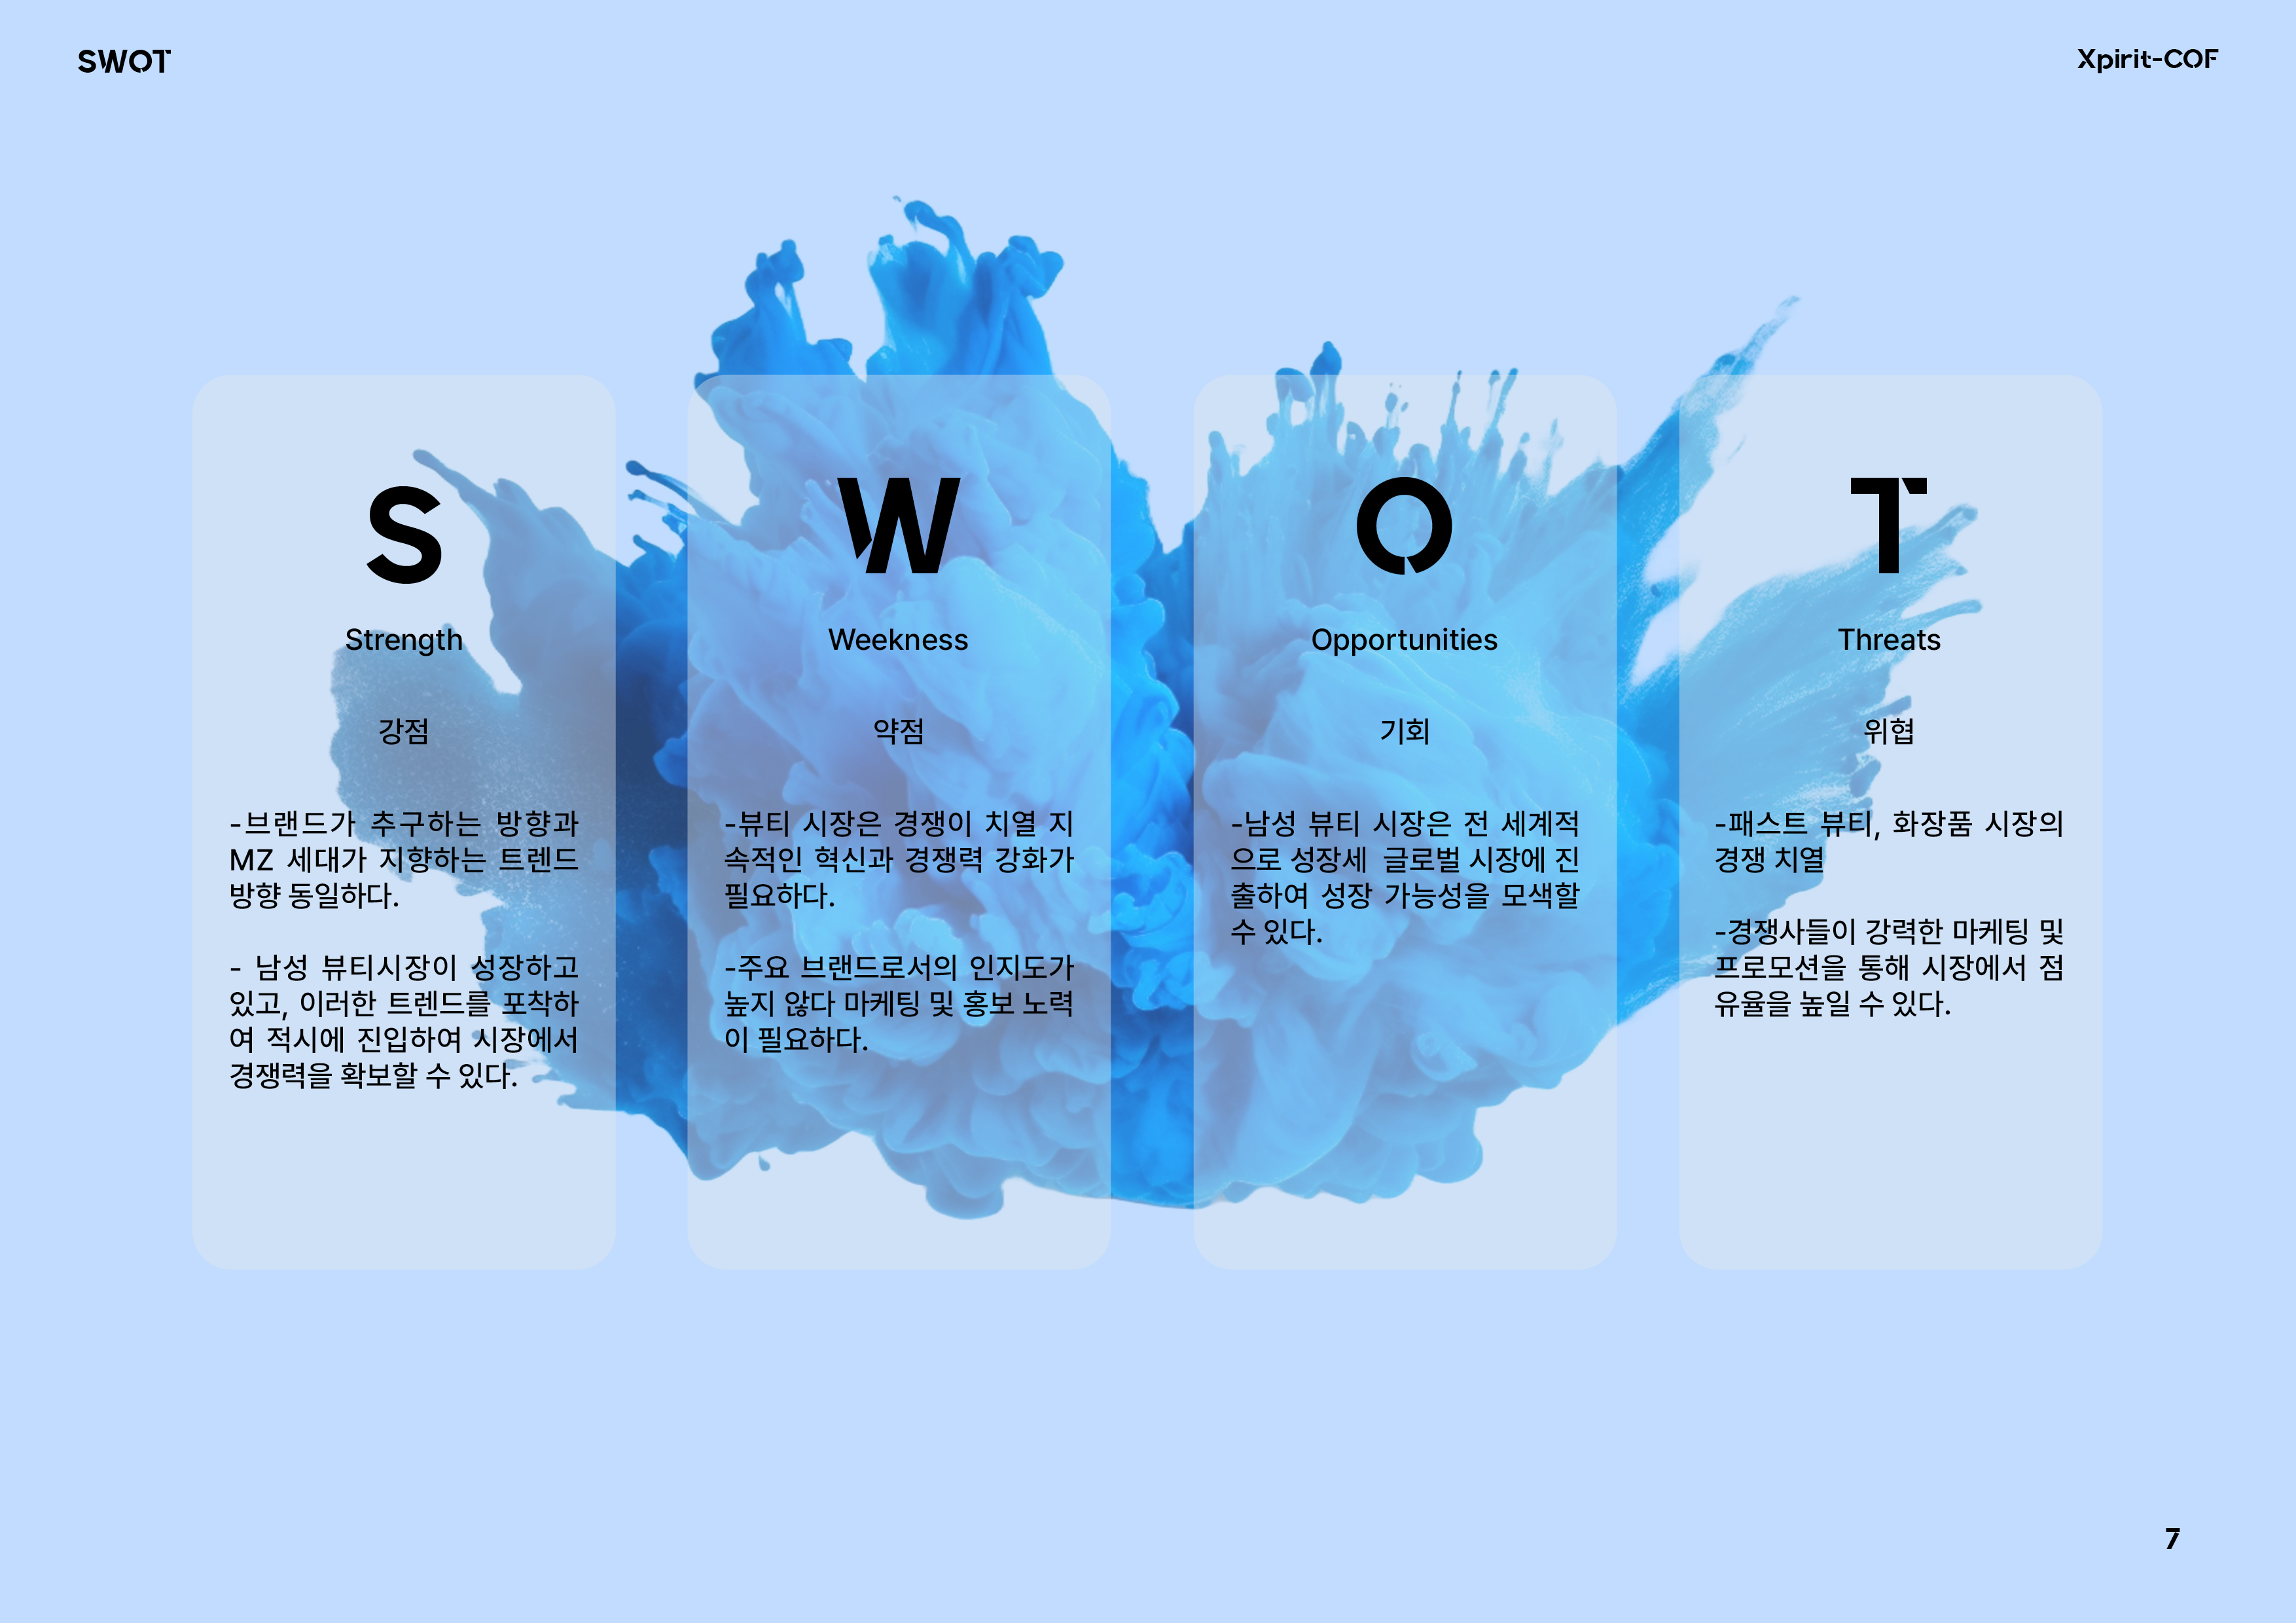 SWOT
Xpirit-COF
S
Strength
강점
-브랜드가 추구하는 방향과
MZ 세대가 지향하는 트렌드
방향 동일하다.
- 남성 뷰티시장이 성장하고
있고, 이러한 트렌드를 포착하
여 적시에 진입하여 시장에서
경쟁력을 확보할 수 있다.
W
Weekness
약점
-뷰티 시장은 경쟁이 치열 지
속적인 혁신과 경쟁력 강화가
필요하다.
-주요 브랜드로서의 인지도가
높지 않다 마케팅 및 홍보 노력
이 필요하다.
O
Opportunities
기회
-남성 뷰티 시장은 전 세계적
으로 성장세  글로벌 시장에 진
출하여 성장 가능성을 모색할
수 있다.
T
Threats
위협
-패스트 뷰티, 화장품 시장의
경쟁 치열
-경쟁사들이 강력한 마케팅 및
프로모션을 통해 시장에서 점
유율을 높일 수 있다.
7